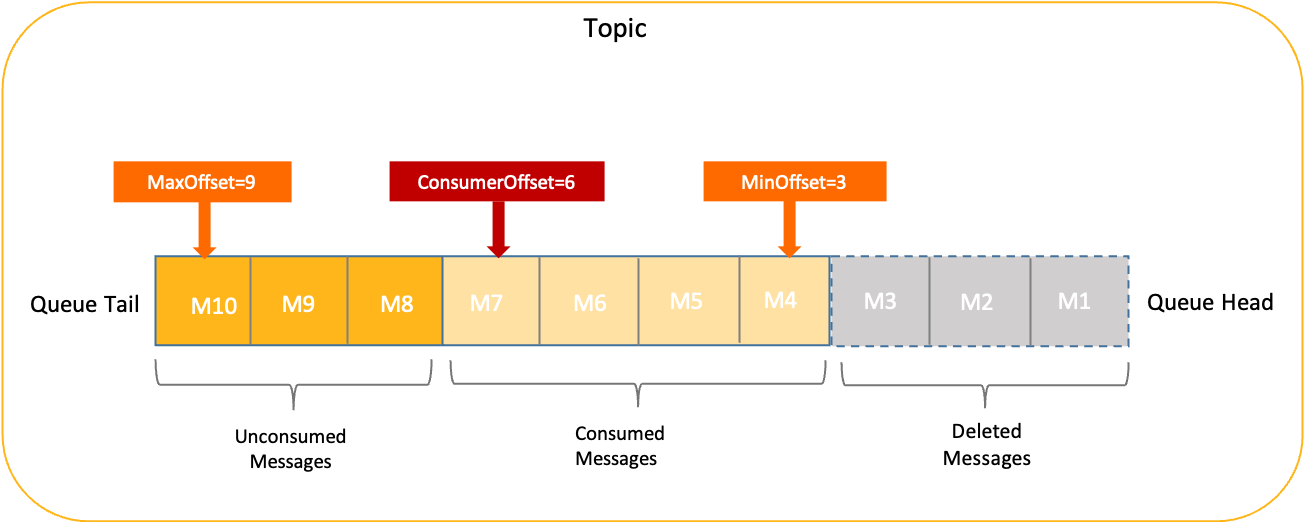 Topic
MaxOffset=9
ConsumerOffset=6
MinOffset=3
Queue Tail
M10
M9
M8
M7
M6
M5
M4
M3
M2
M1
Queue Head
Unconsumed
Messages
Consumed
Messages
Deleted
Messages